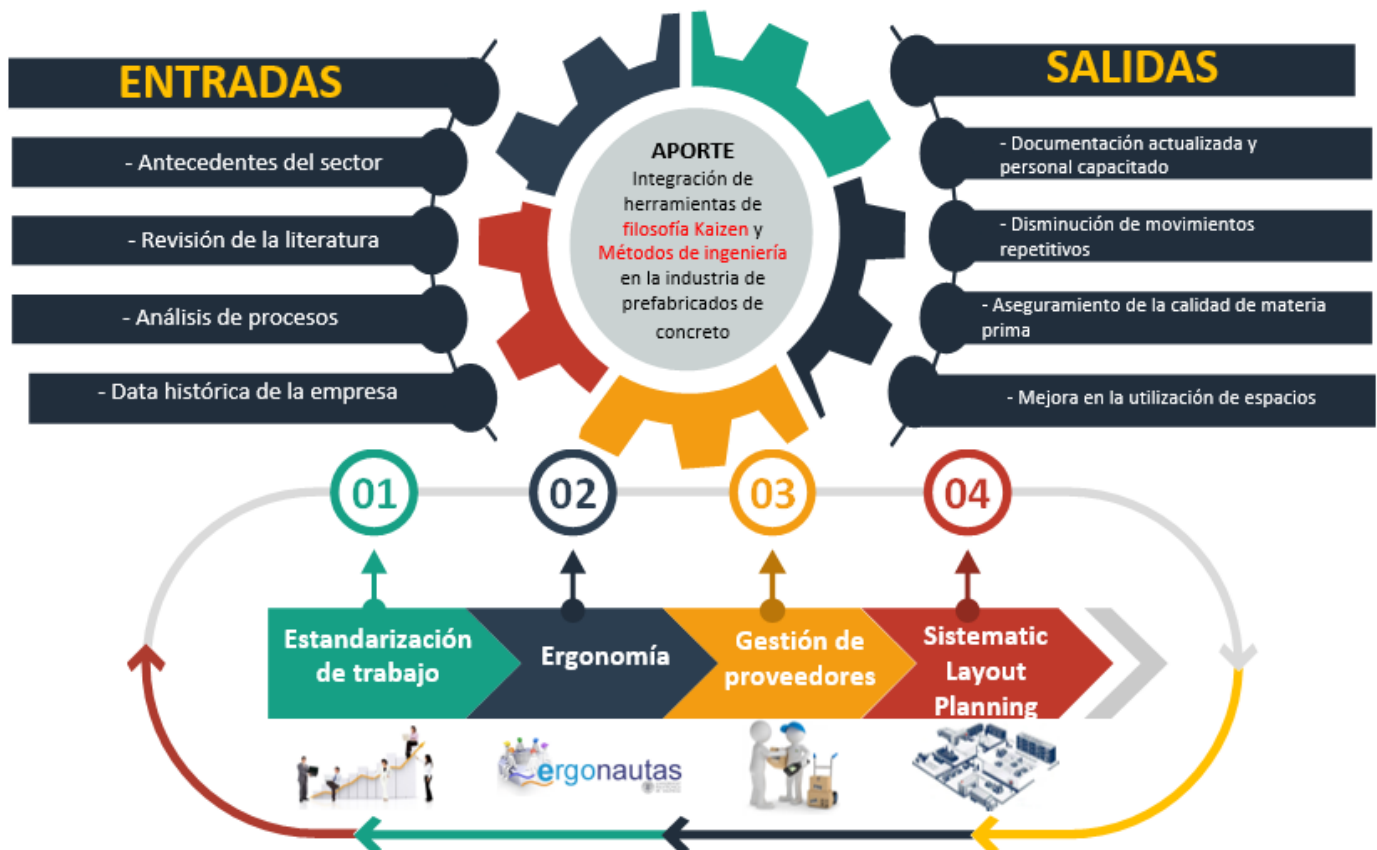 ENTRADAS
- Antecedentes del sector
- Revisión de la literatura
- Análisis de procesos
- Data histórica de la empresa
APORTE
Integración de
herramientas de
filosofía Kaizen y
Métodos de ingeniería
en la industria de
prefabricados de
concreto
SALIDAS
- Documentación actualizada y
personal capacitado
- Disminución de movimientos
repetitivos
- Aseguramiento de la calidad de materia
prima
- Mejora en la utilización de espacios
01
02
03
04
Estandarización
de trabajo
Ergonomía
Gestión de
proveedores
Sistematic
Layout
Planning
ergonautas